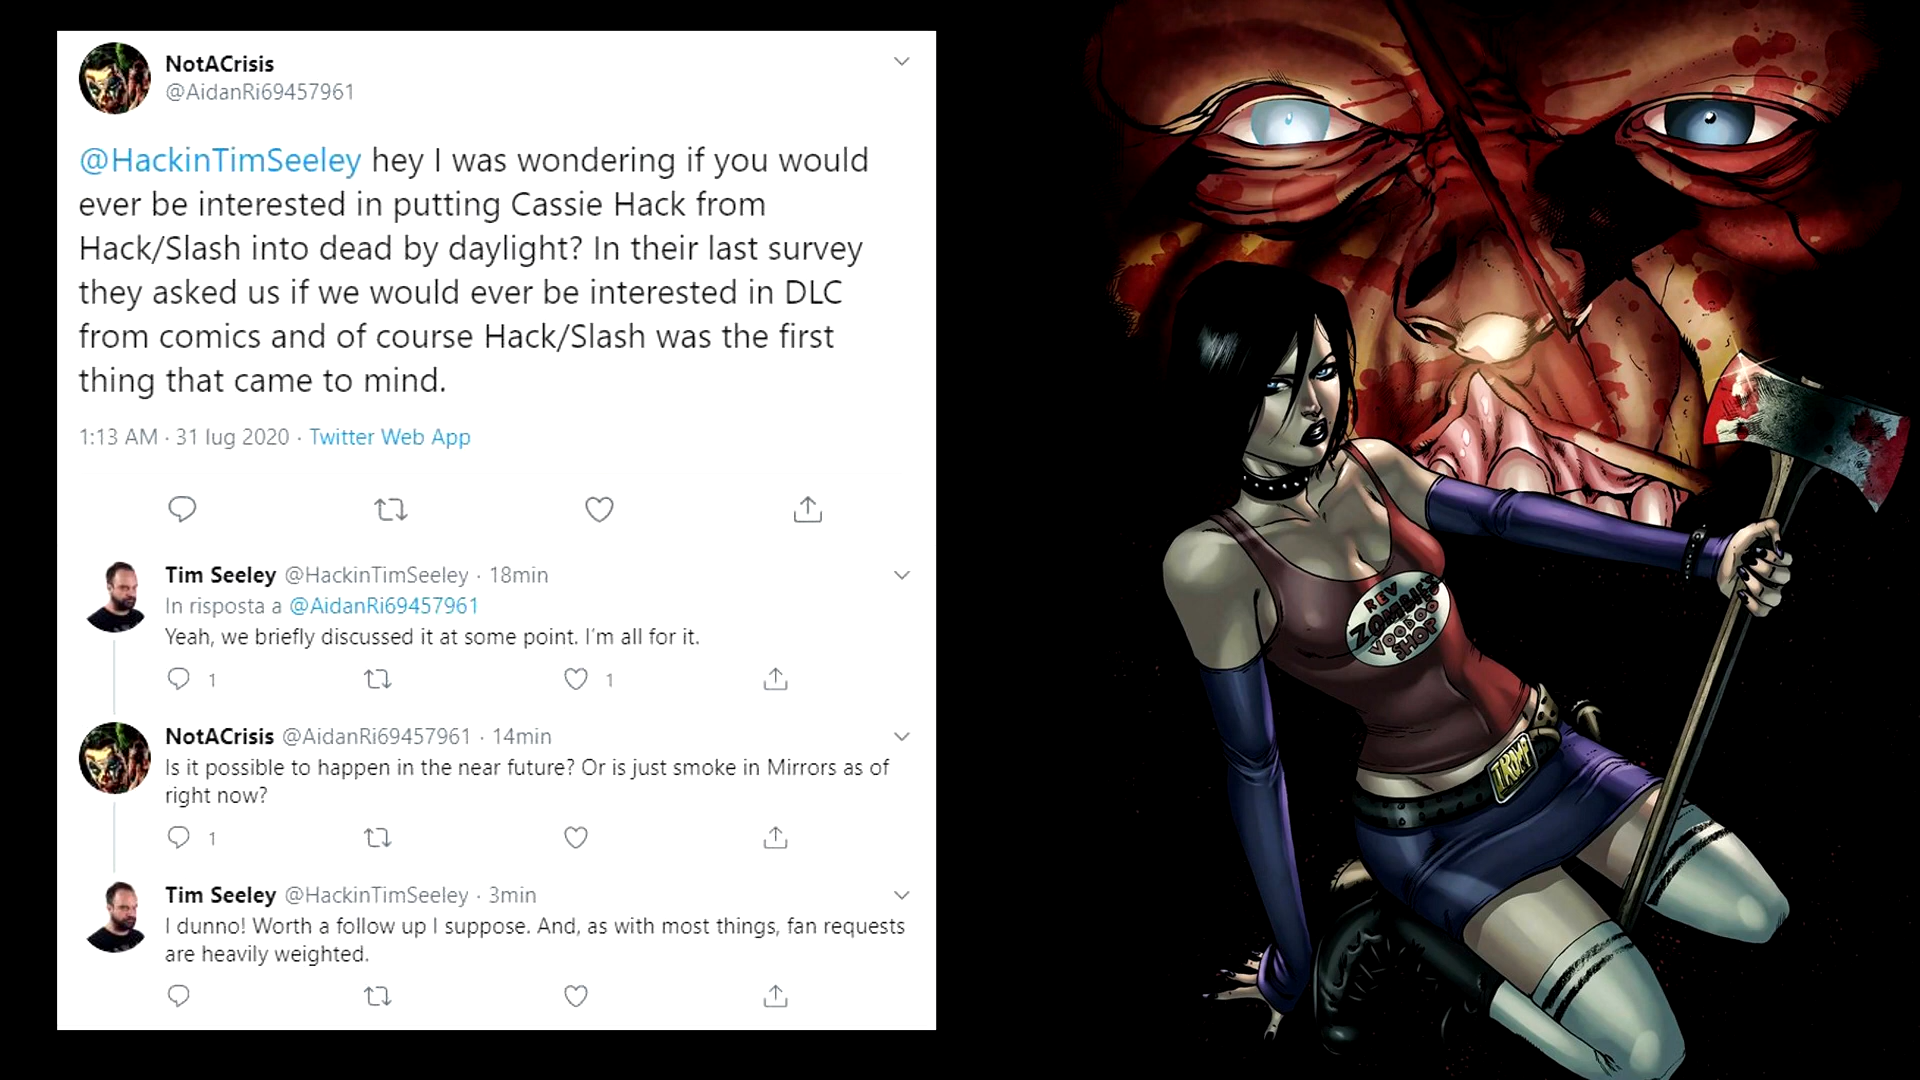 NotACrisis
@AidanRi69457961
@HackinTimSeeley hey I was wondering if you would
ever be interested in putting Cassie Hack from
Hack/Slash into dead by daylight? In their last survey
they asked us if we would ever be interested in DLC
from comics and of course Hack/Slash was the first
thing that came to mind.
1:13 AM · 31 lug 2020 · Twitter Web App
Tim Seeley @HackinTimSeeley · 18min
In risposta a @AidanRi69457961
Yeah, we briefly discussed it at some point. I'm all for it.
1 1
NotACrisis @AidanRi69457961 · 14min
Is it possible to happen in the near future? Or is just smoke in Mirrors as of
right now?
1
Tim Seeley @HackinTimSeeley · 3min
I dunno! Worth a follow up I suppose. And, as with most things, fan requests
are heavily weighted.
REV
ZOMBIE'S
VOODOO
SHOP
TRAMP